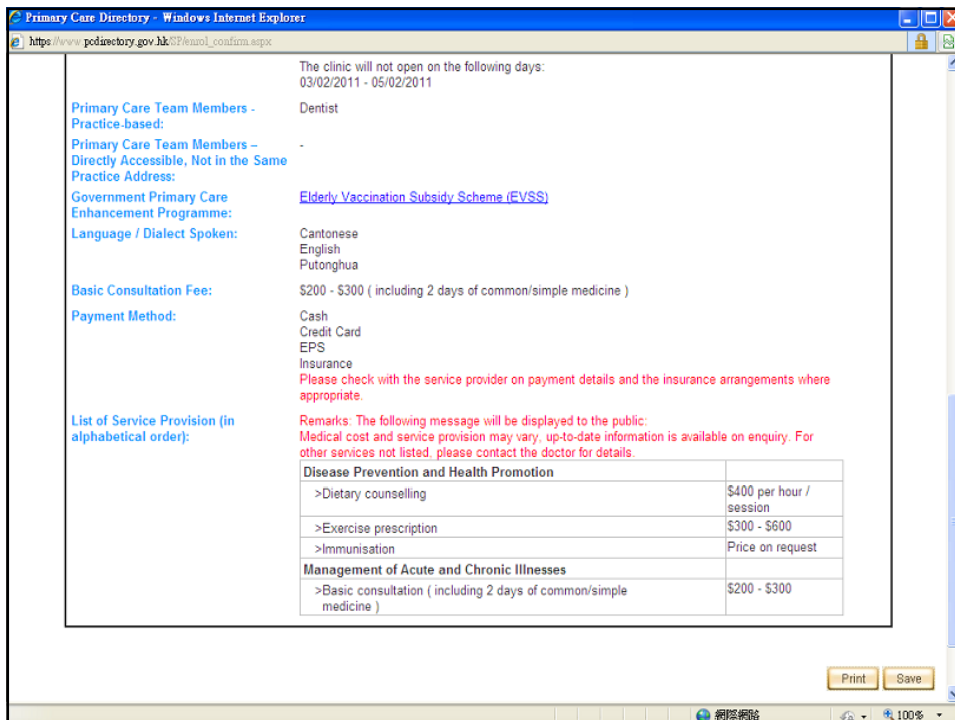 Primary Care Directory - Windows Internet Explorer
https://www.pcdirectory.gov.hk/SP/enrol_confirm.aspx
The clinic will not open on the following days:
03/02/2011 - 05/02/2011
Primary Care Team Members -
Practice-based:
Dentist
Primary Care Team Members –
Directly Accessible, Not in the Same
Practice Address:
-
Government Primary Care
Enhancement Programme:
Elderly Vaccination Subsidy Scheme (EVSS)
Language / Dialect Spoken:
Cantonese
English
Putonghua
Basic Consultation Fee:
$200 - $300 ( including 2 days of common/simple medicine )
Payment Method:
Cash
Credit Card
EPS
Insurance
Please check with the service provider on payment details and the insurance arrangements where
appropriate.
List of Service Provision (in
alphabetical order):
Remarks: The following message will be displayed to the public:
Medical cost and service provision may vary, up-to-date information is available on enquiry. For
other services not listed, please contact the doctor for details.
Disease Prevention and Health Promotion
>Dietary counselling
$400 per hour /
session
>Exercise prescription
$300 - $600
>Immunisation
Price on request
Management of Acute and Chronic Illnesses
>Basic consultation ( including 2 days of common/simple
medicine )
$200 - $300
Print
Save
網際網路
100%